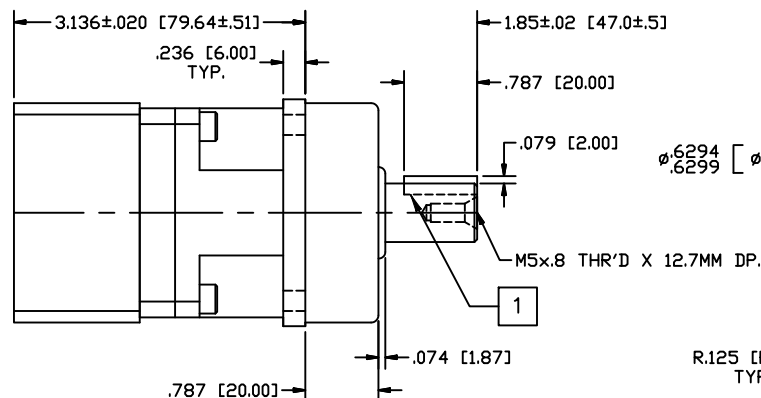 3.136±.020 [79.64±.51]
1.85±.02 [47.0±.5]
.236 [6.00]
TYP.
.787 [20.00]
.079 [2.00]
ø.6294
.6299 [ ø
M5x.8 THR'D X 12.7MM DP.
1
.074 [1.87]
R.125 [
TYP
.787 [20.00]